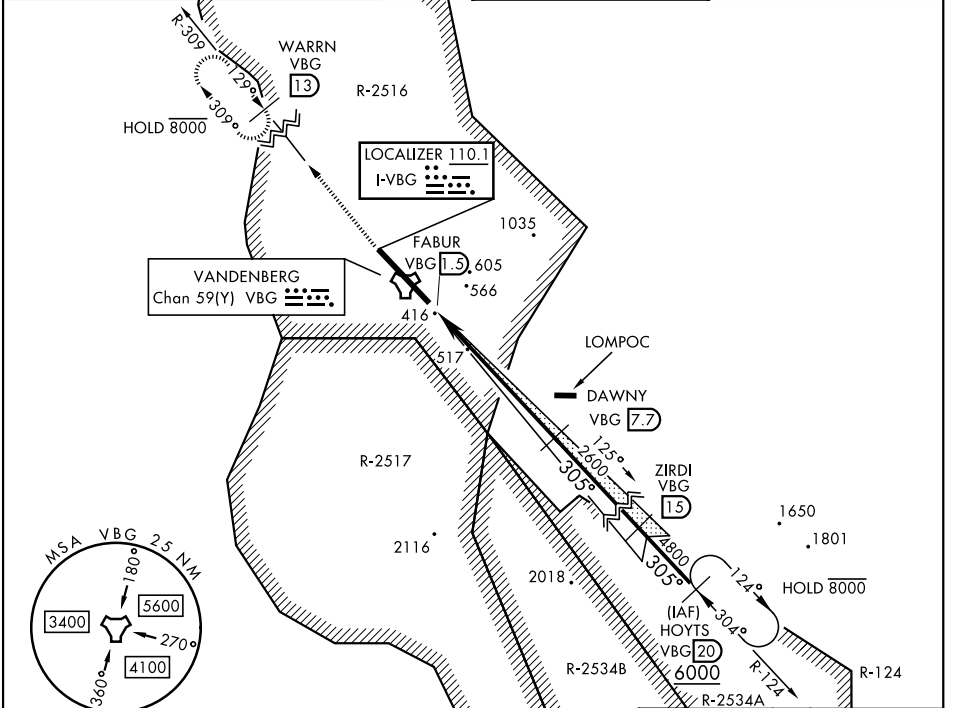 R-309
WARRN
VBG
13
129°
309°
HOLD 8000
R-2516
LOCALIZER 110.1
I-VBG
1035
FABUR
VBG 1.5
605
566
VANDENBERG
Chan 59(Y) VBG
416
517
LOMPOC
DAWNY
VBG 7.7
125°
2600
305°
R-2517
ZIRDI
VBG
15
4800
305°
1650
1801
2116
2018
124°
304°
HOLD 8000
(IAF)
HOYTS
VBG 20
6000
R-124
R-124
R-2534B
R-2534A
MSA VBG 25 NM
180°
5600
3400
270°
4100
360°